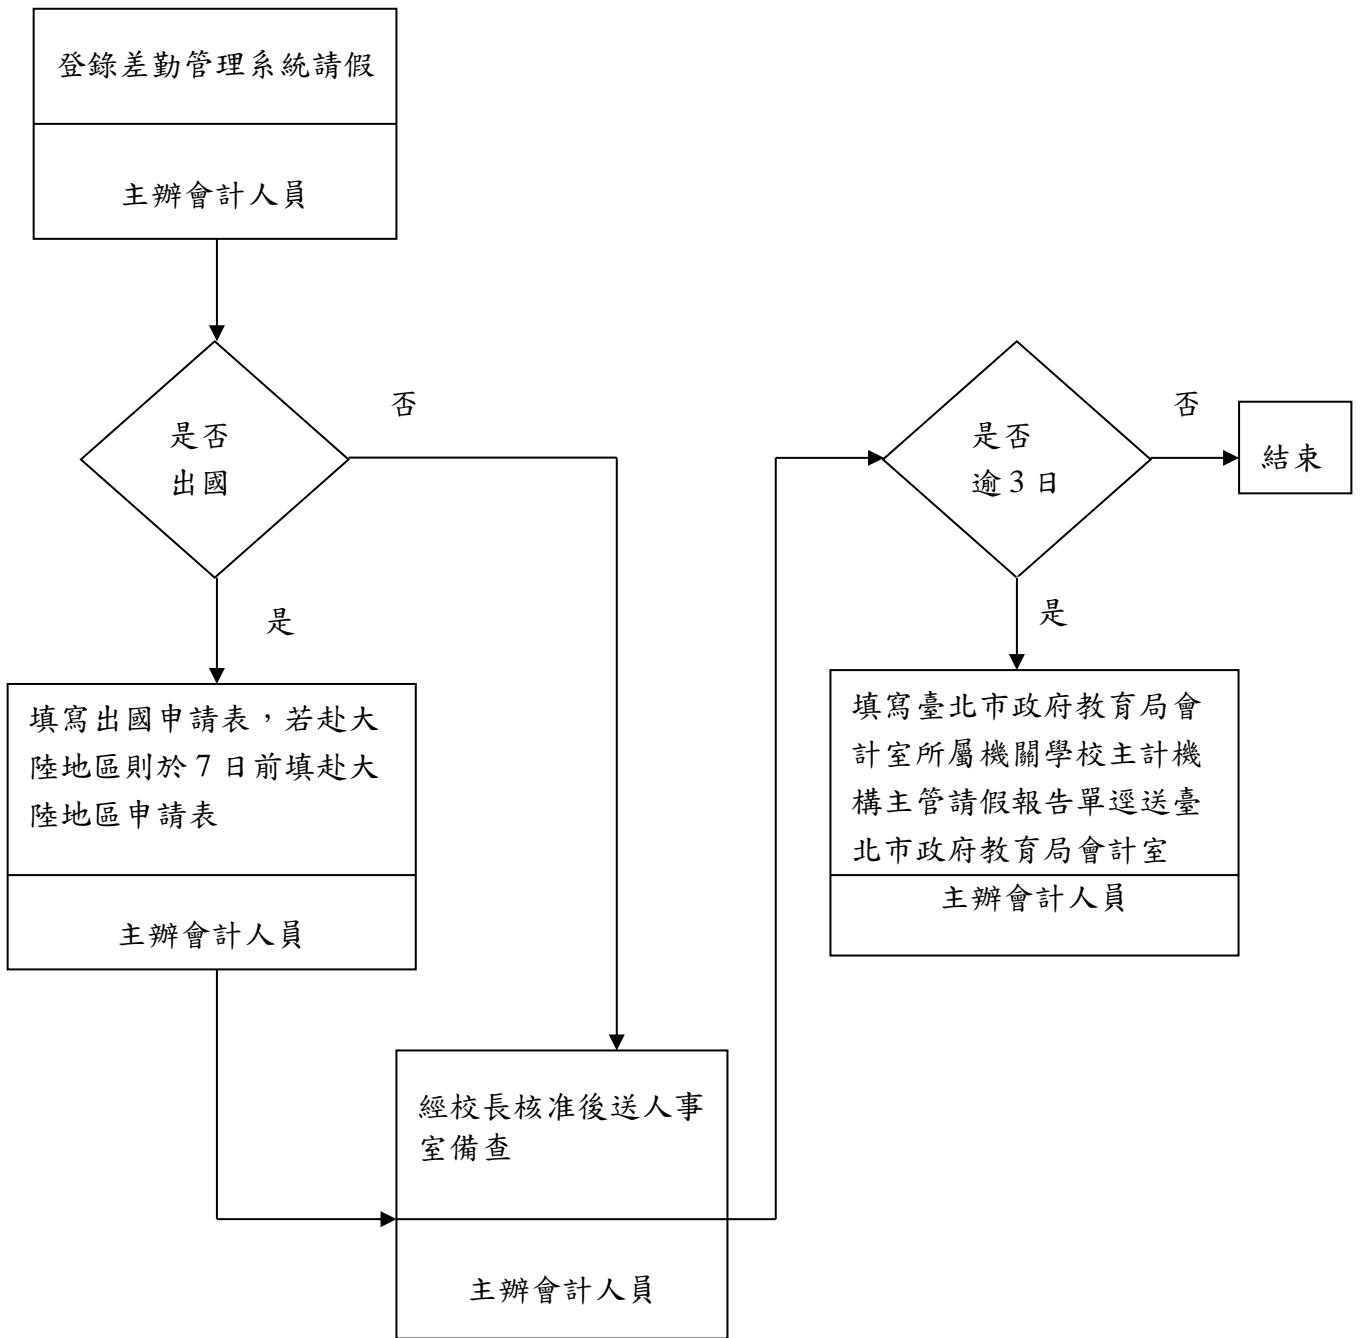 登錄差勤管理系統請假
主辦會計人員
是否
出國
否
是
填寫出國申請表，若赴大
陸地區則於7日前填赴大
陸地區申請表
主辦會計人員
經校長核准後送人事
室備查
主辦會計人員
是否
逾3日
否
結束
是
填寫臺北市政府教育局會
計室所屬機關學校主計機
構主管請假報告單逕送臺
北市政府教育局會計室
主辦會計人員